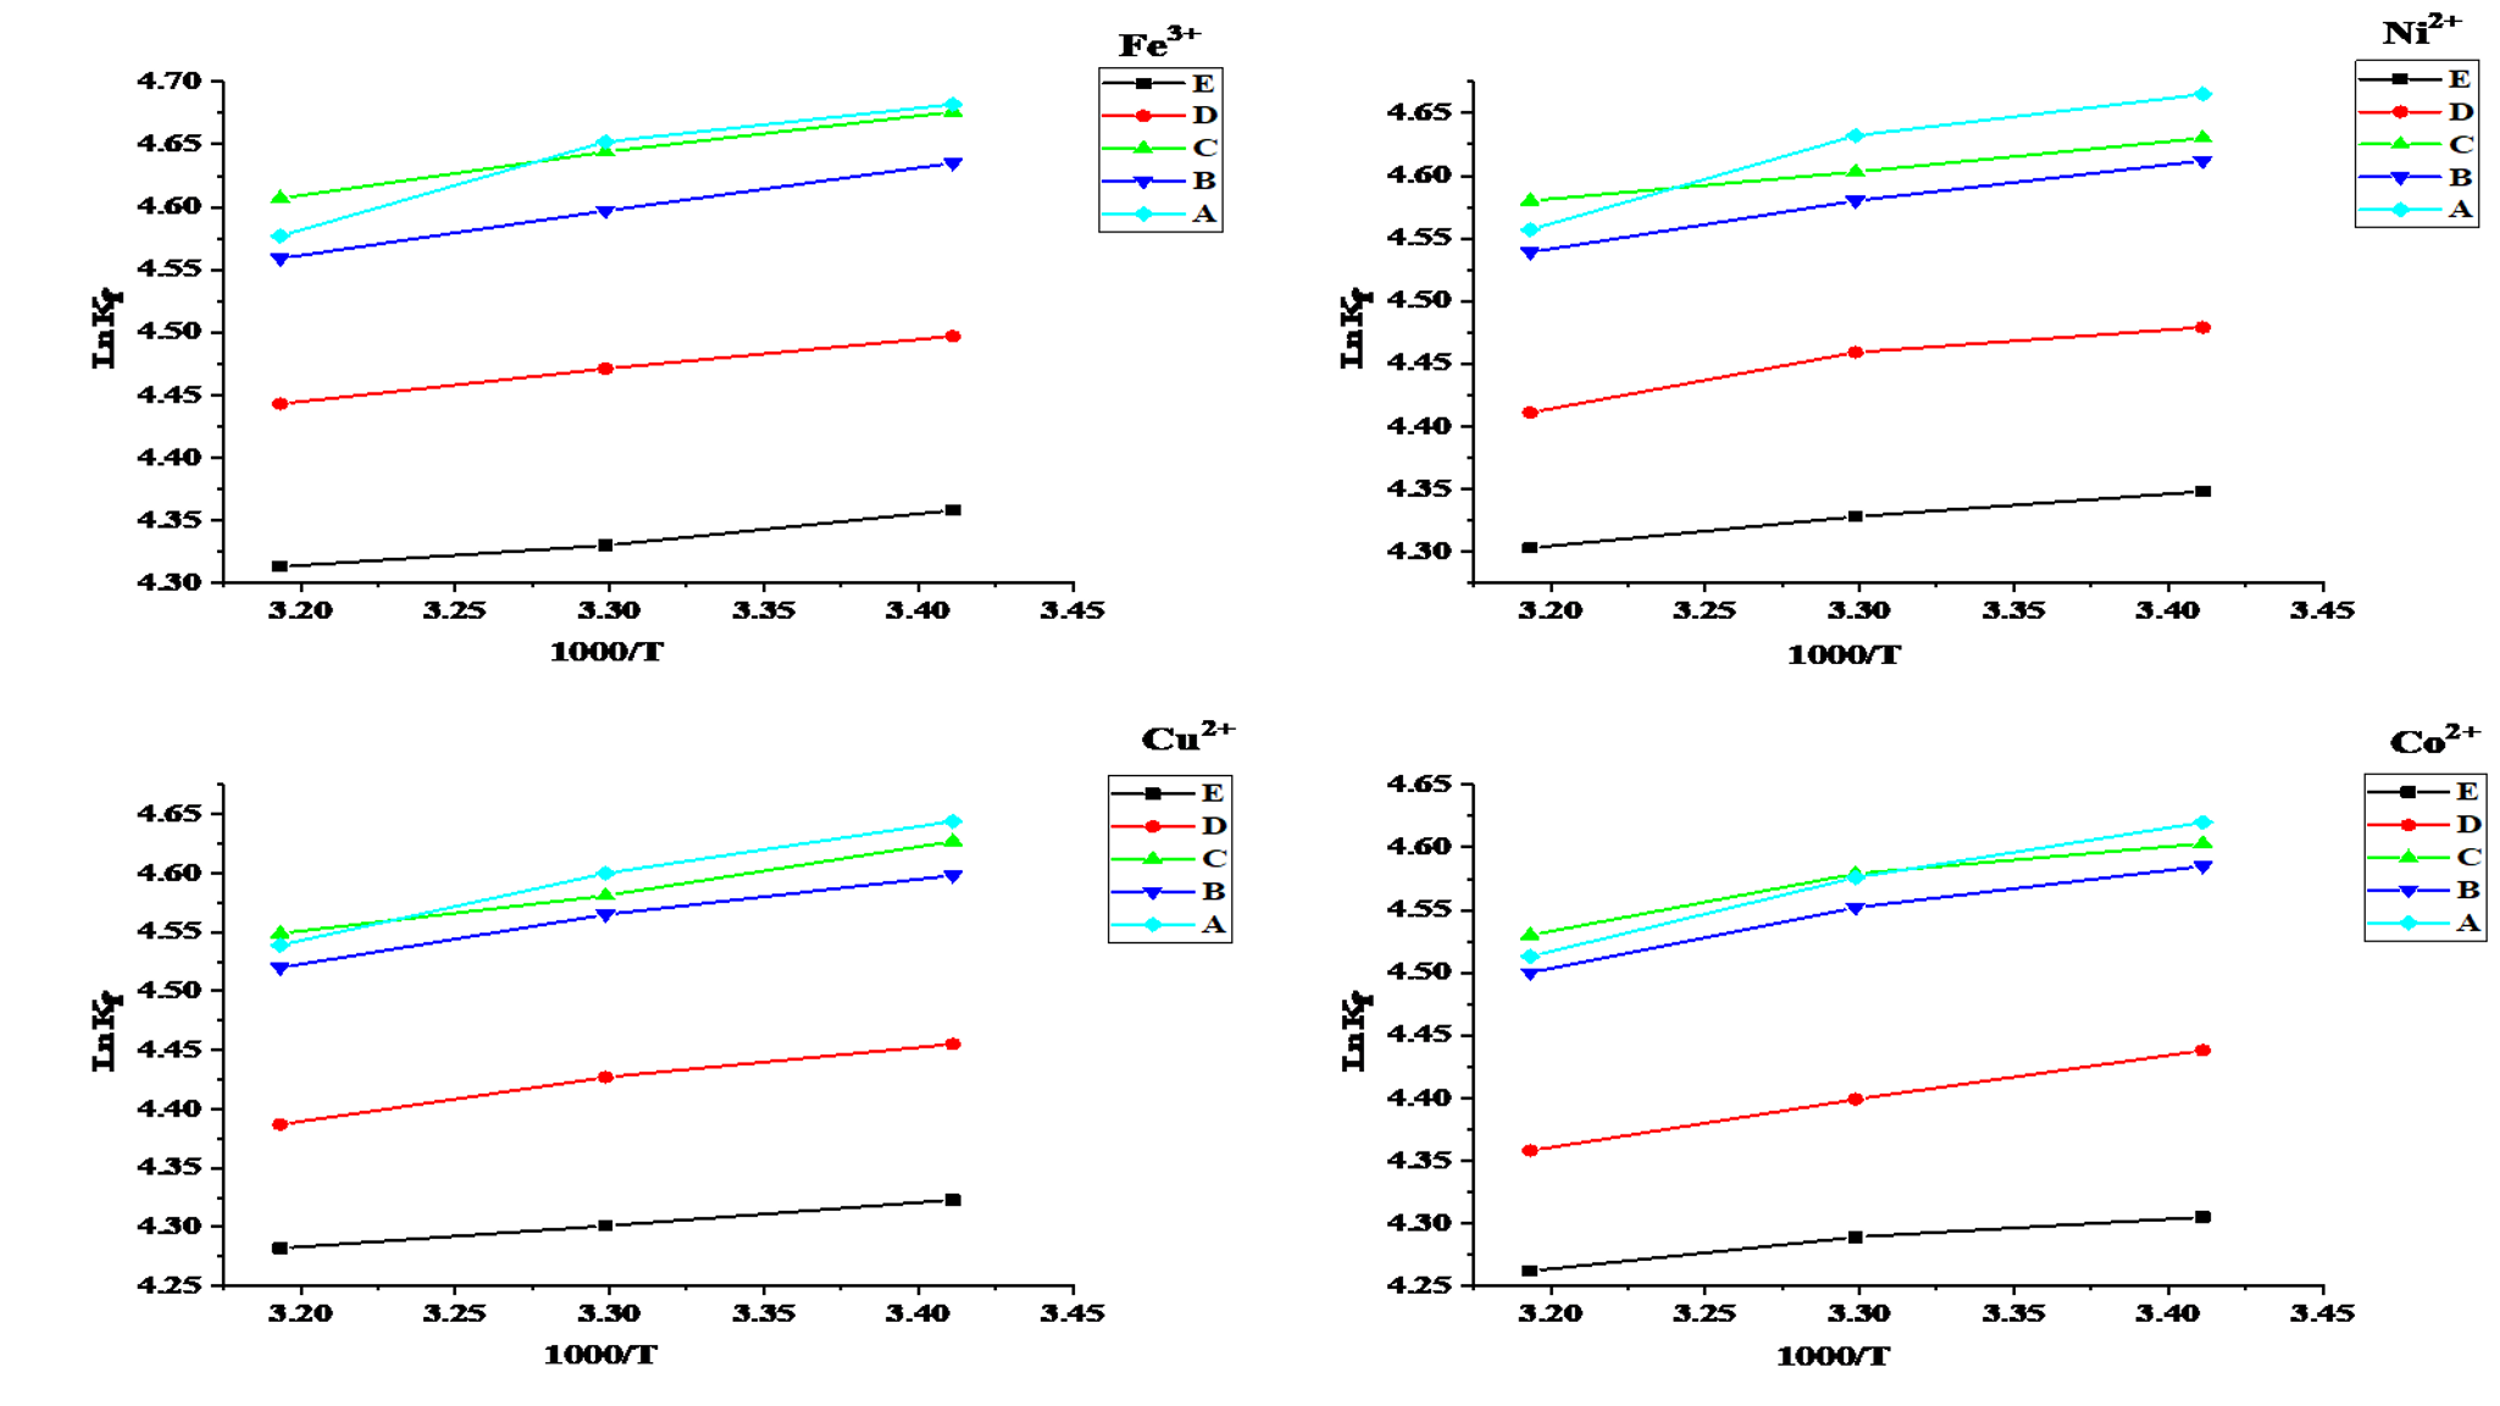 Fe3+
E
D
C
B
A
4.70
4.65
4.60
4.55
4.50
4.45
4.40
4.35
4.30
LnKf
3.20 3.25 3.30 3.35 3.40 3.45
1000/T
Ni2+
E
D
C
B
A
4.65
4.60
4.55
4.50
4.45
4.40
4.35
4.30
LnKf
3.20 3.25 3.30 3.35 3.40 3.45
1000/T
Cu2+
E
D
C
B
A
4.65
4.60
4.55
4.50
4.45
4.40
4.35
4.30
4.25
LnKf
3.20 3.25 3.30 3.35 3.40 3.45
1000/T
Co2+
E
D
C
B
A
4.65
4.60
4.55
4.50
4.45
4.40
4.35
4.30
4.25
LnKf
3.20 3.25 3.30 3.35 3.40 3.45
1000/T